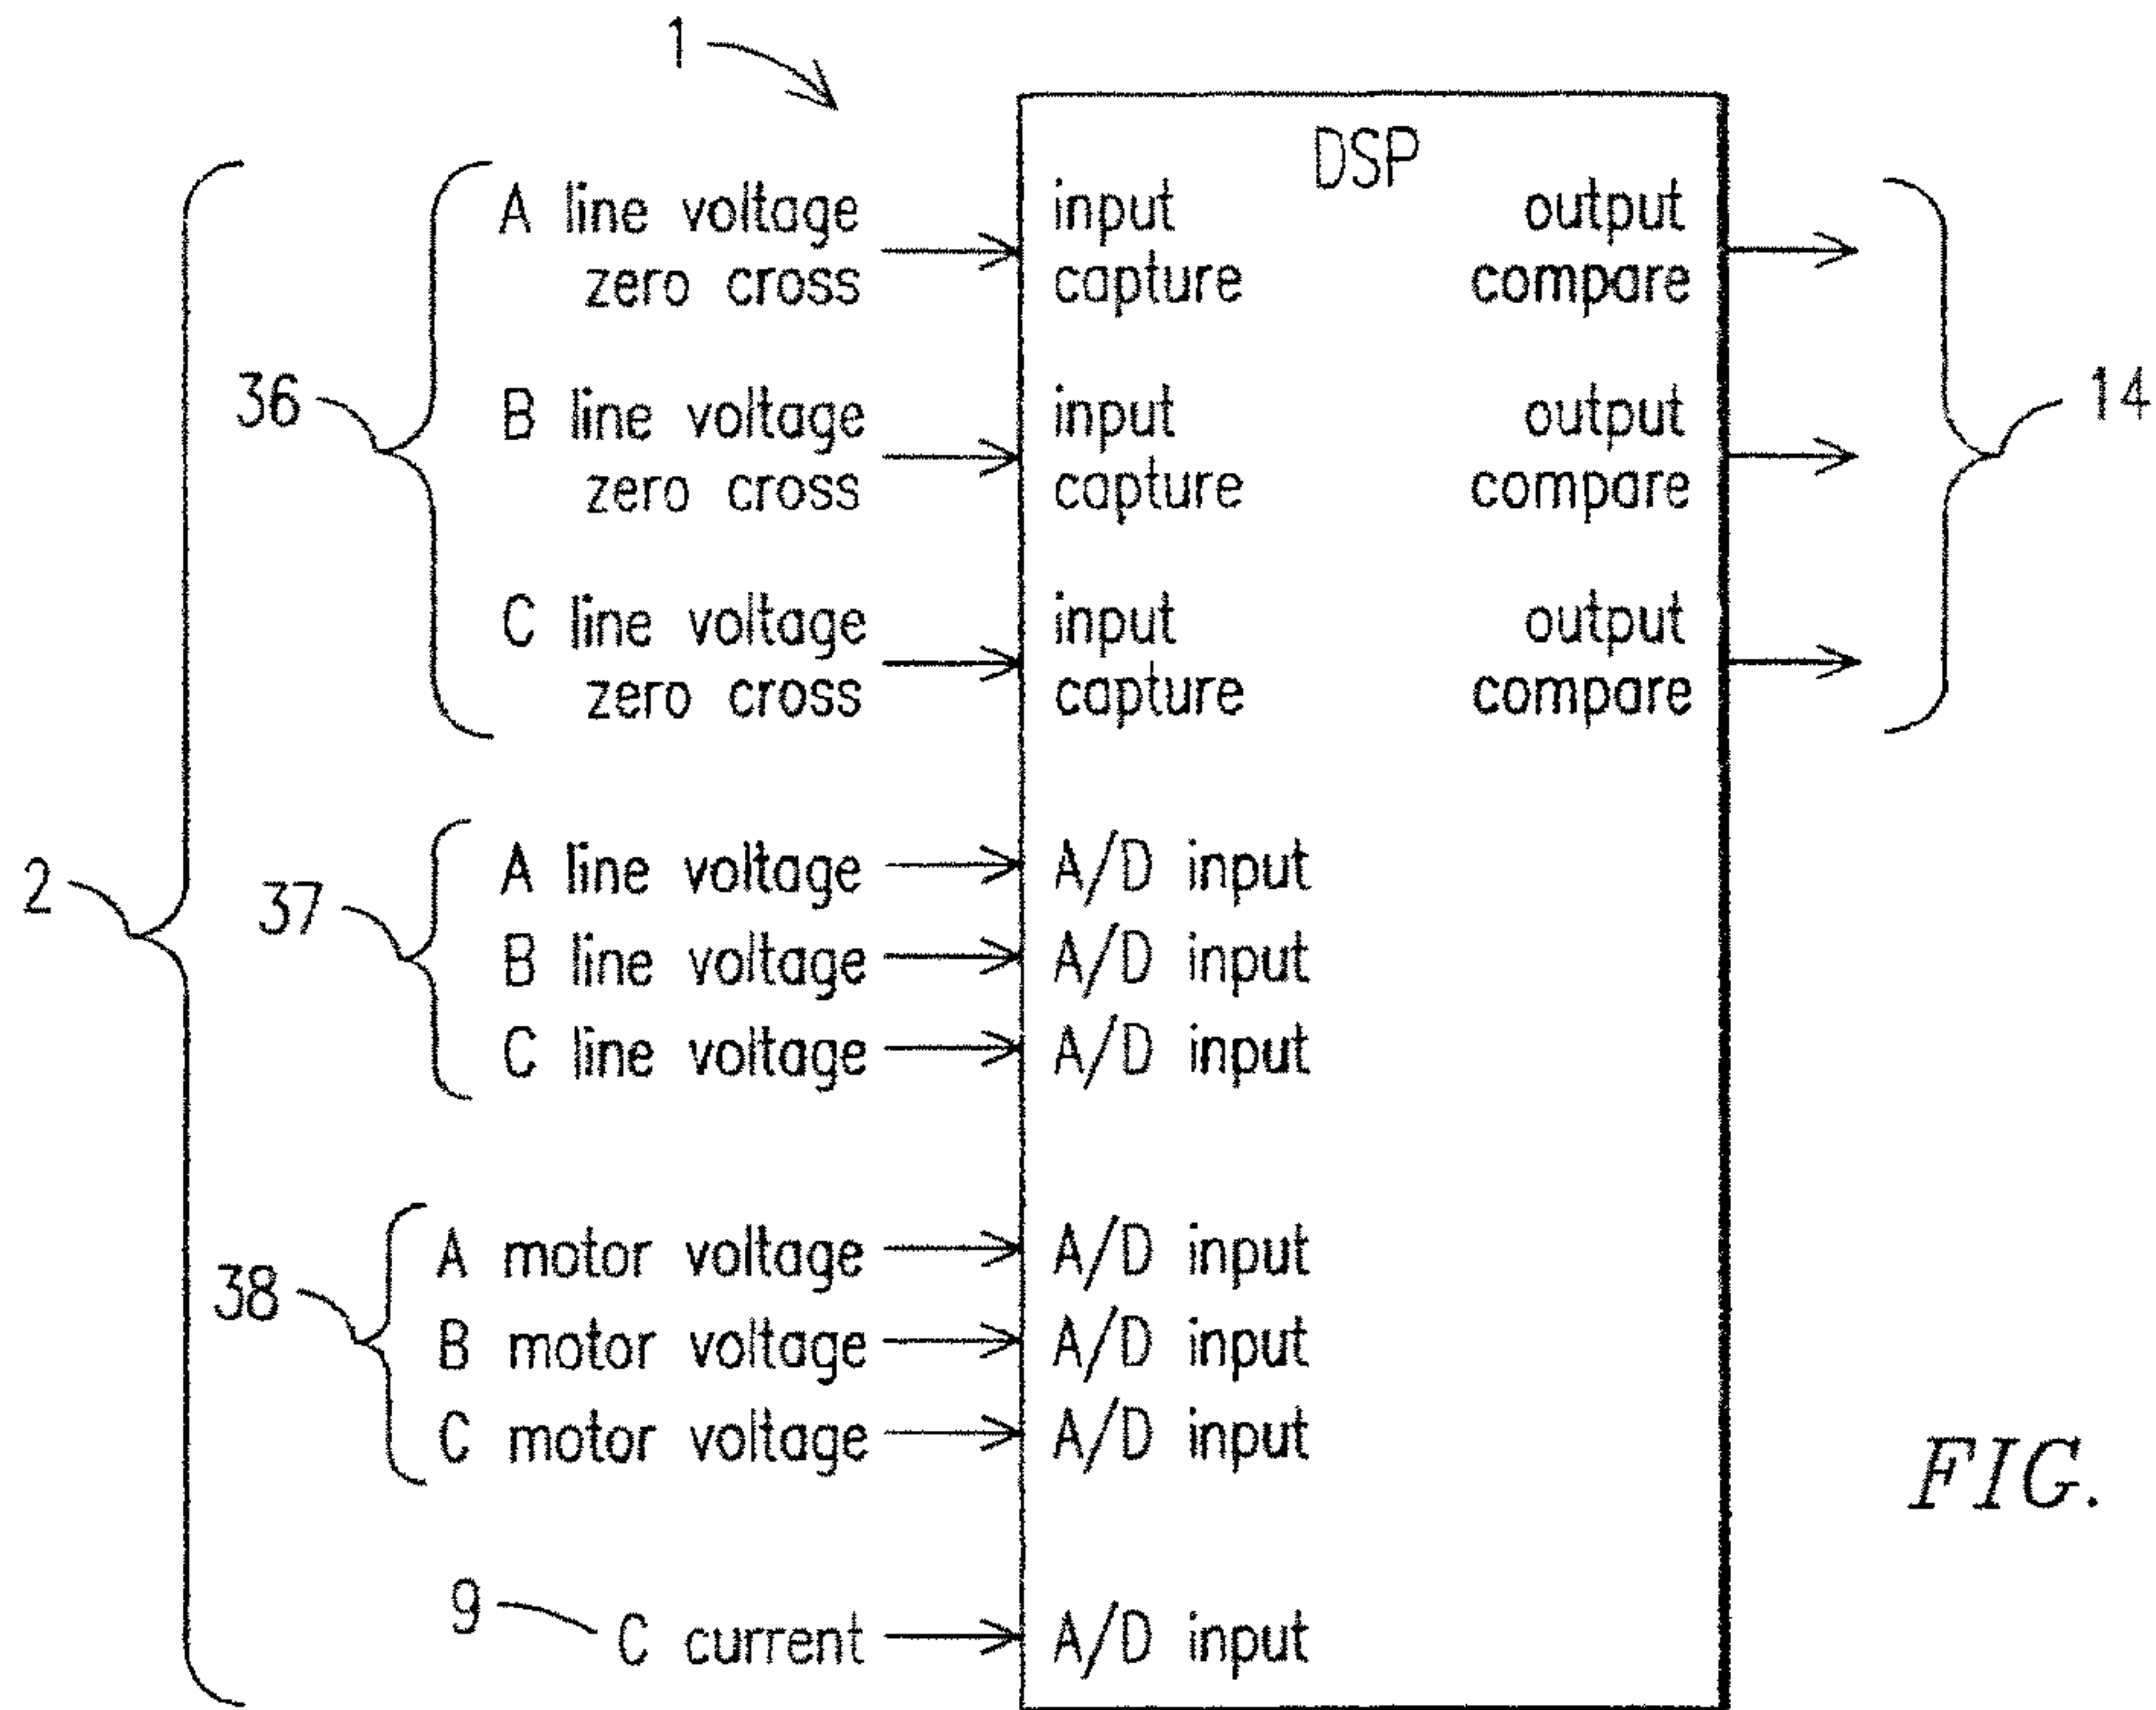 1
DSP
A line voltage
zero cross
input
capture
output
compare
36
B line voltage
zero cross
input
capture
output
compare
14
C line voltage
zero cross
input
capture
output
compare
2
37
A line voltage
A/D input
B line voltage
A/D input
C line voltage
A/D input
38
A motor voltage
A/D input
B motor voltage
A/D input
C motor voltage
A/D input
FIG.
9
C current
A/D input